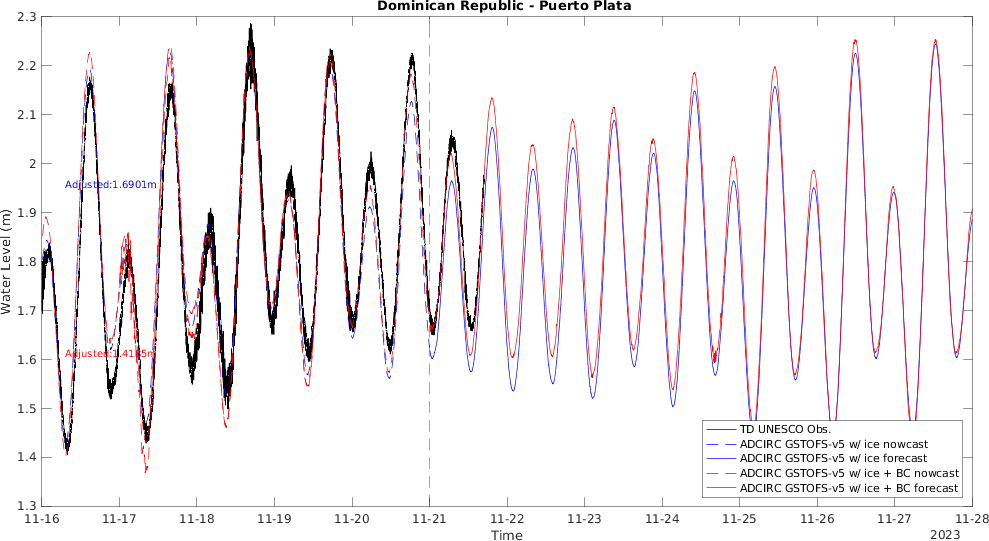 Dominican Republic - Puerto Plata
2.3
2.2
2.1
2
1.9
1.8
1.7
1.6
1.5
1.4
1.3
Water Level (m)
Adjusted:1.6901m
TD UNESCO Obs.
ADCIRC GSTOFS-v5 w/ ice nowcast
ADCIRC GSTOFS-v5 w/ ice forecast
ADCIRC GSTOFS-v5 w/ ice + BC nowcast
ADCIRC GSTOFS-v5 w/ ice + BC forecast
11-16 11-17 11-18 11-19 11-20 11-21 11-22 11-23 11-24 11-25 11-26 11-27 11-28
Time
2023